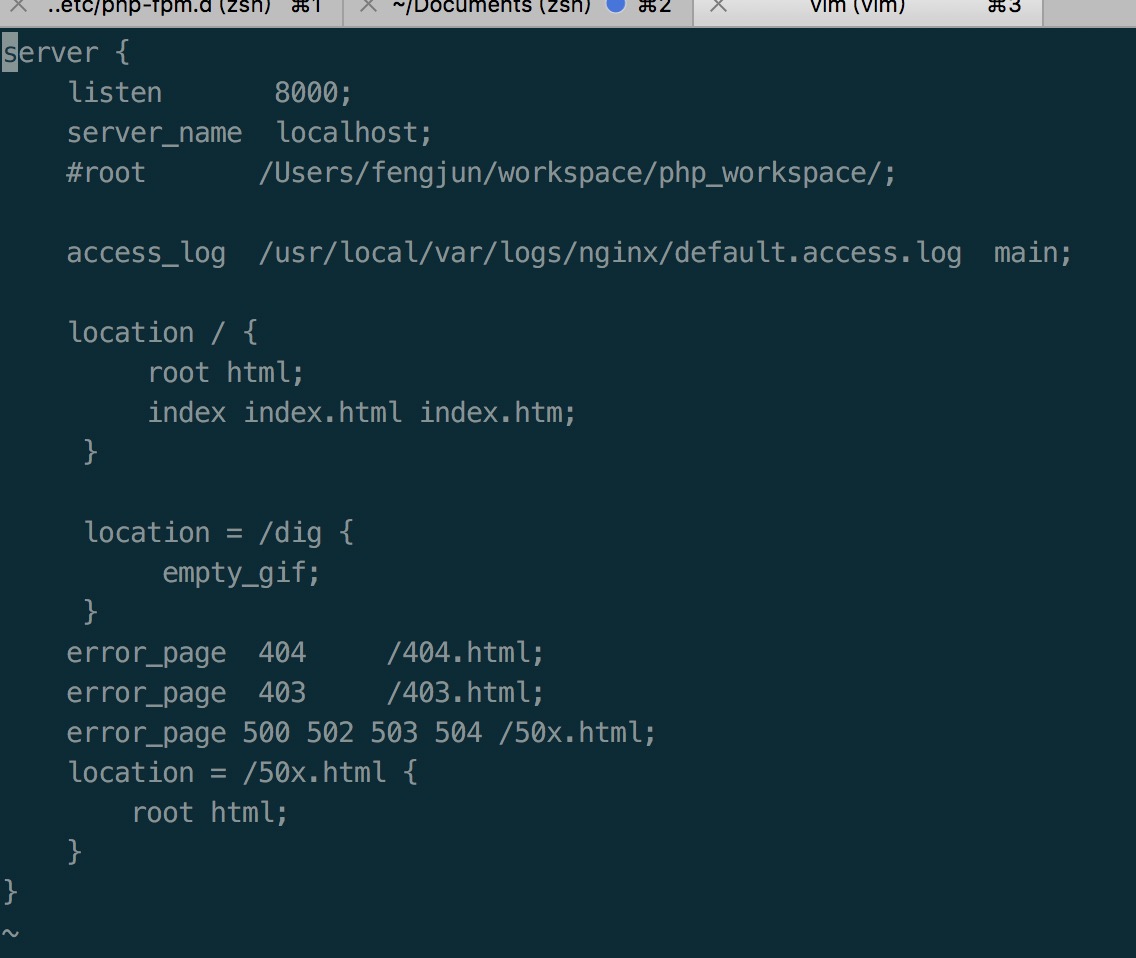 ..etc/php-fpm.d (zsh) ⌘1 ~/Documents (zsh) ⌘2 vim (vim) ⌘3
server {
    listen       8000;
    server_name  localhost;
    #root       /Users/fengjun/workspace/php_workspace/;

    access_log  /usr/local/var/logs/nginx/default.access.log  main;

    location / {
         root html;
         index index.html index.htm;
     }

     location = /dig {
          empty_gif;
     }
    error_page  404     /404.html;
    error_page  403     /403.html;
    error_page 500 502 503 504 /50x.html;
    location = /50x.html {
        root html;
    }
}
~